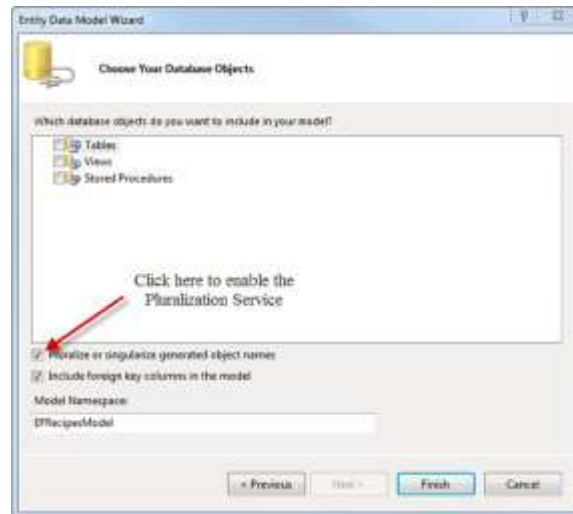 Entity Data Model Wizard
Choose Your Database Objects
Which database objects do you want to include in your model?
Tables
Views
Stored Procedures
Click here to enable the
Pluralization Service
Pluralize or singularize generated object names
Include foreign key columns in the model
Model Namespace:
EFRecipesModel
< Previous
Next >
Finish
Cancel